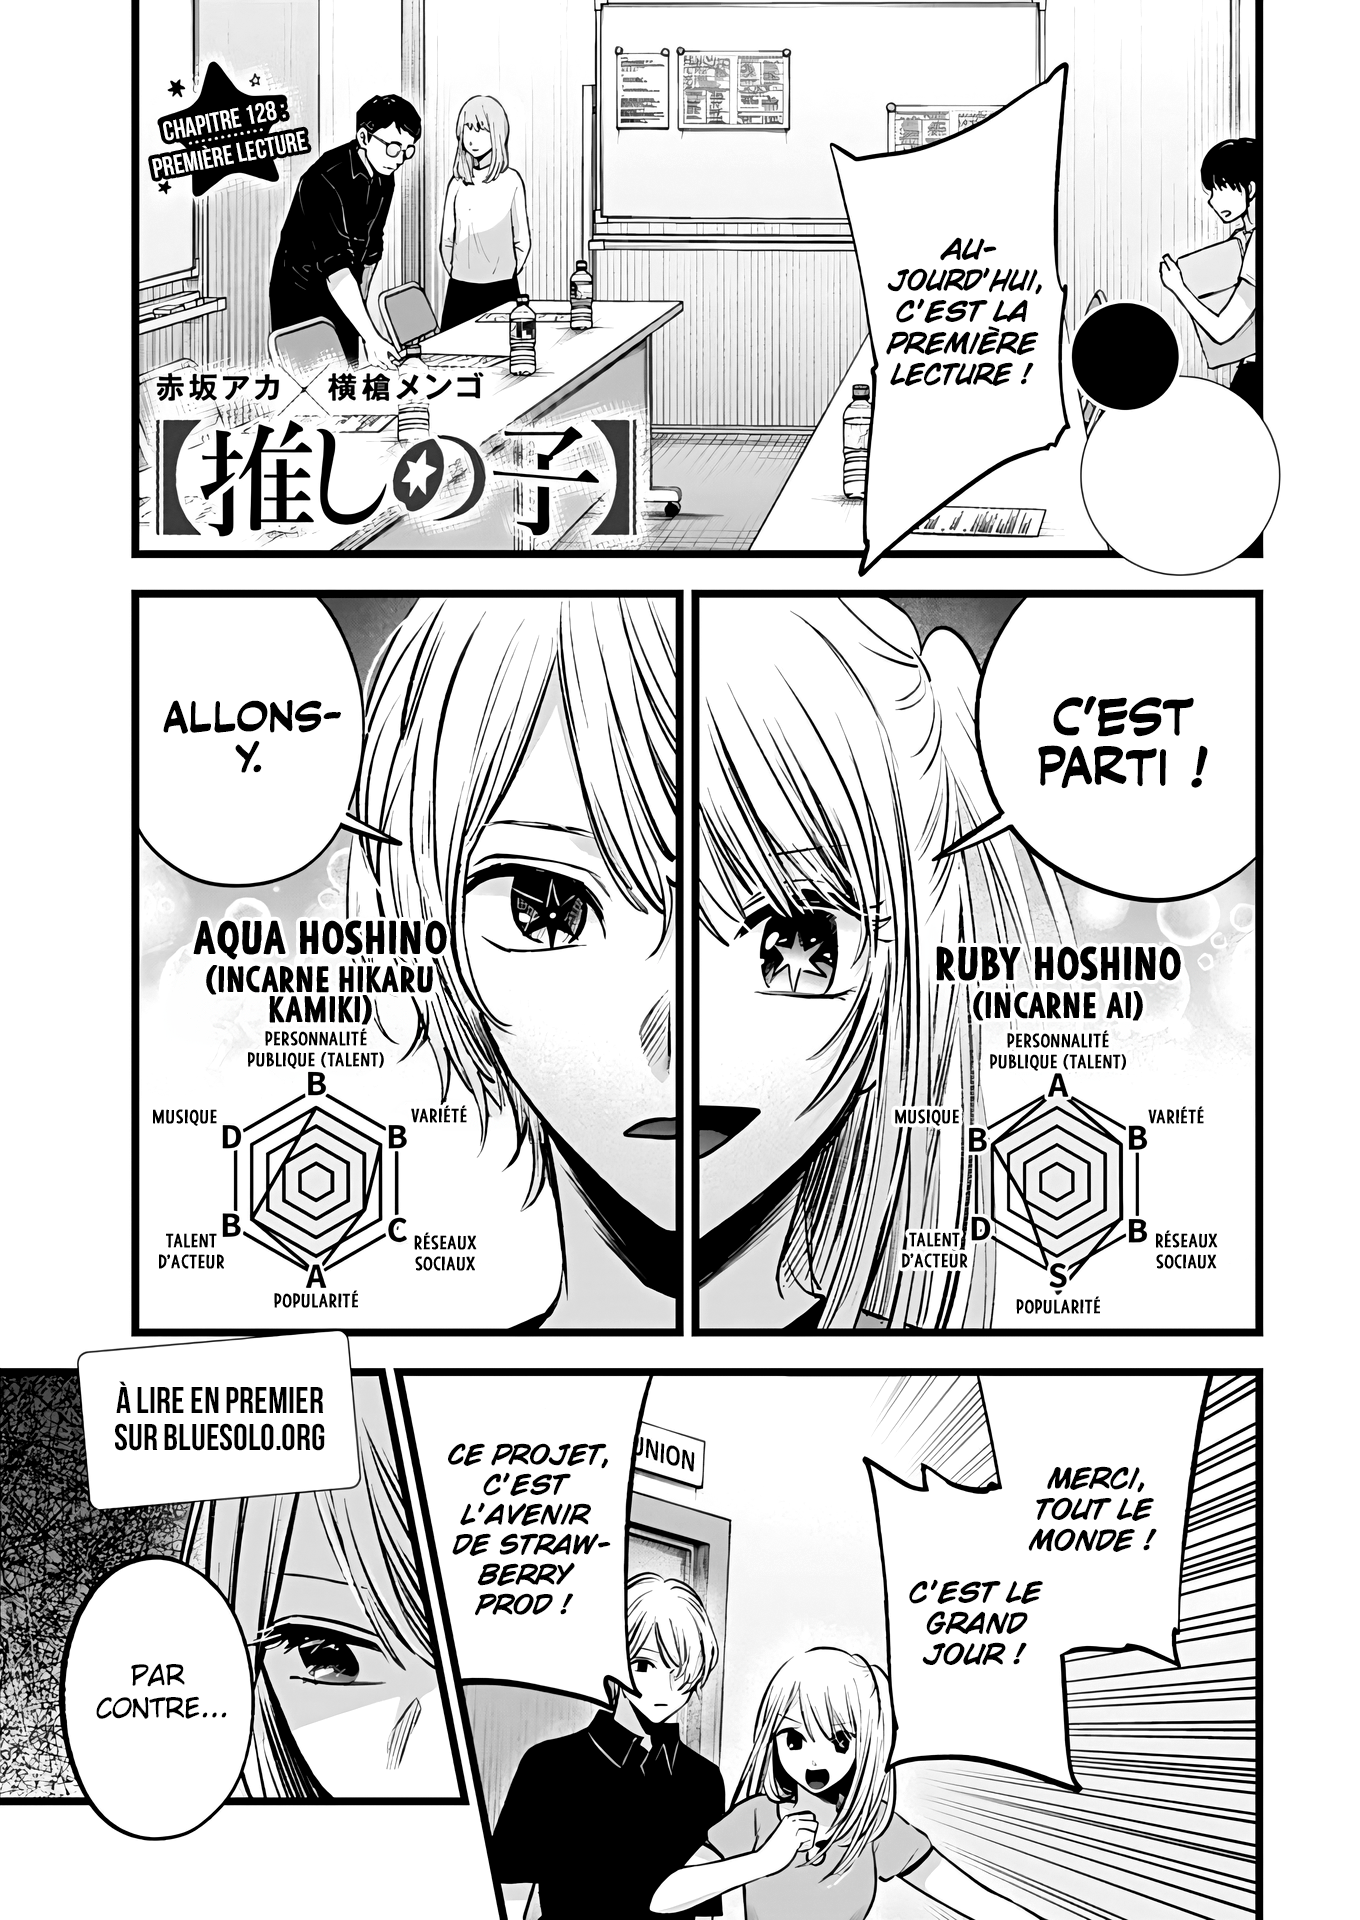 CHAPITRE 128 :
PREMIÈRE LECTURE
AU-
JOURD'HUI,
C'EST LA
PREMIÈRE
LECTURE !
赤坂アカ × 横槍メンゴ
【推しの子】
C'EST
PARTI !
RUBY HOSHINO
(INCARNE AI)
PERSONNALITÉ
PUBLIQUE (TALENT)
A
MUSIQUE
B
B
VARIÉTÉ
TALENT
D'ACTEUR
D
B
RÉSEAUX
SOCIAUX
S
POPULARITÉ
ALLONS-
Y.
AQUA HOSHINO
(INCARNE HIKARU
KAMIKI)
PERSONNALITÉ
PUBLIQUE (TALENT)
B
MUSIQUE
D
B
VARIÉTÉ
TALENT
D'ACTEUR
B
C
RÉSEAUX
SOCIAUX
A
POPULARITÉ
MERCI,
TOUT LE
MONDE !
C'EST LE
GRAND
JOUR !
UNION
CE PROJET,
C'EST
L'AVENIR
DE STRAW-
BERRY
PROD !
À LIRE EN PREMIER
SUR BLUESOLO.ORG
PAR
CONTRE...